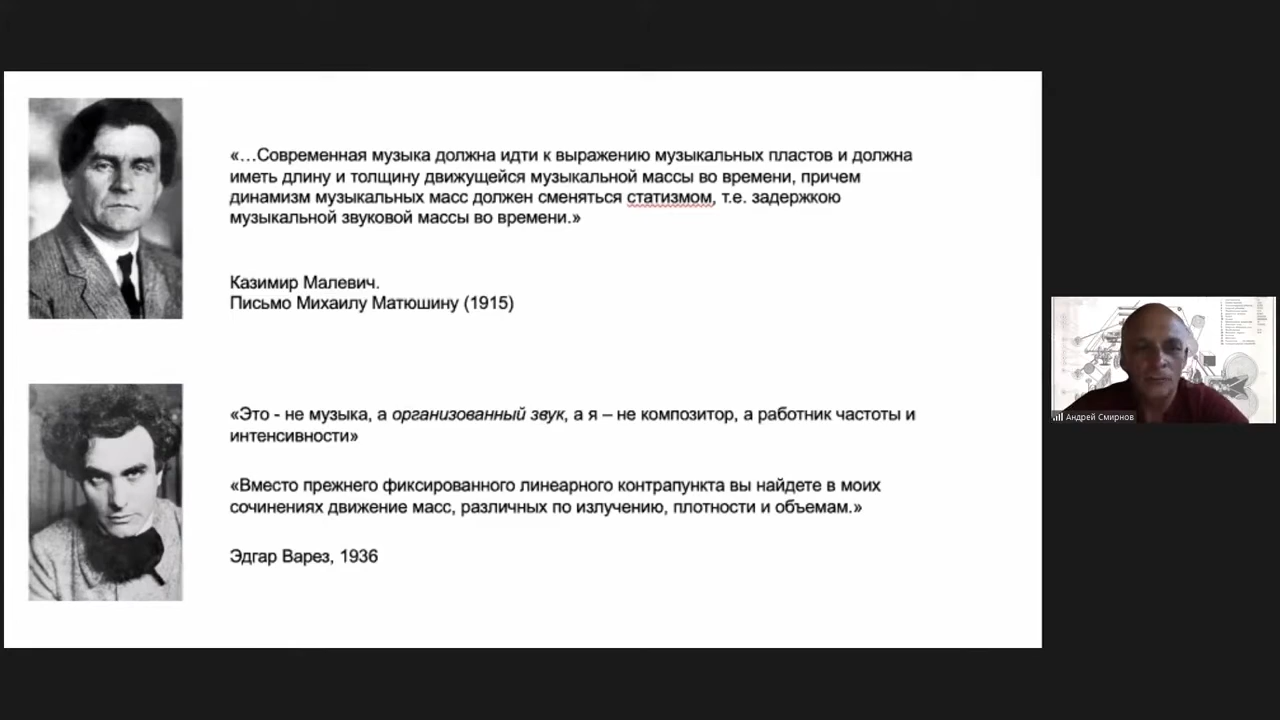 «…Современная музыка должна идти к выражению музыкальных пластов и должна
иметь длину и толщину движущейся музыкальной массы во времени, причем
динамизм музыкальных масс должен сменяться статизмом, т.е. задержкою
музыкальной звуковой массы во времени.»
Казимир Малевич.
Письмо Михаилу Матюшину (1915)
«Это - не музыка, а организованный звук, а я – не композитор, а работник частоты и
интенсивности»
«Вместо прежнего фиксированного линеарного контрапункта вы найдете в моих
сочинениях движение масс, различных по излучению, плотности и объемам.»
Эдгар Варез, 1936
Андрей Смирнов